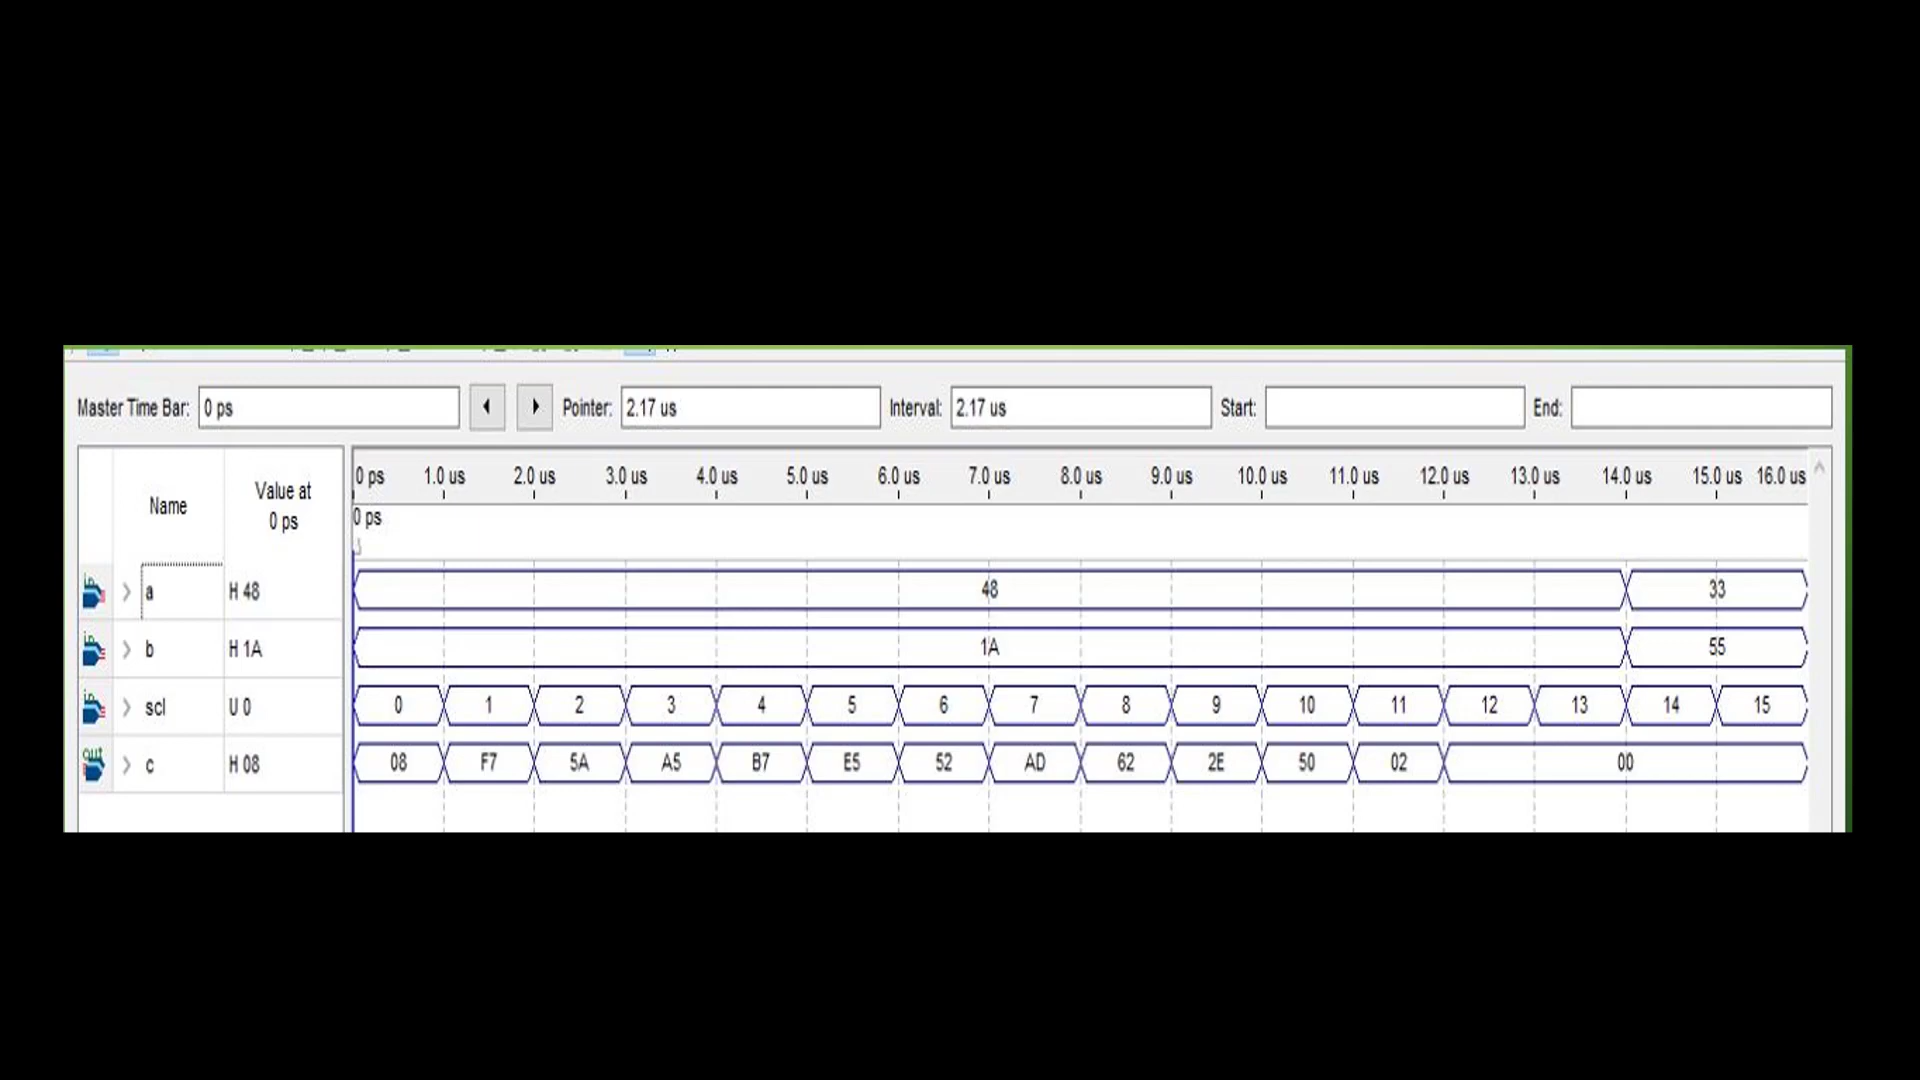 Master Time Bar: 0 ps Pointer: 2.17 us Interval: 2.17 us Start: End:
Name Value at 0 ps
0 ps 1.0 us 2.0 us 3.0 us 4.0 us 5.0 us 6.0 us 7.0 us 8.0 us 9.0 us 10.0 us 11.0 us 12.0 us 13.0 us 14.0 us 15.0 us 16.0 us
0 ps
a H 48 48 33
b H 1A 1A 55
scl U 0 0 1 2 3 4 5 6 7 8 9 10 11 12 13 14 15
c H 08 08 F7 5A A5 B7 E5 52 AD 62 2E 50 02 00